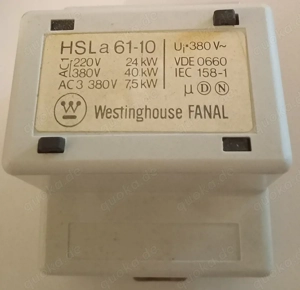 HSLa 61-10 Ui·380 V~
AC1 220V 24 kW VDE 0660
380V 40 kW IEC 158-1
AC3 380V 7,5 kW µ D N
W Westinghouse FANAL